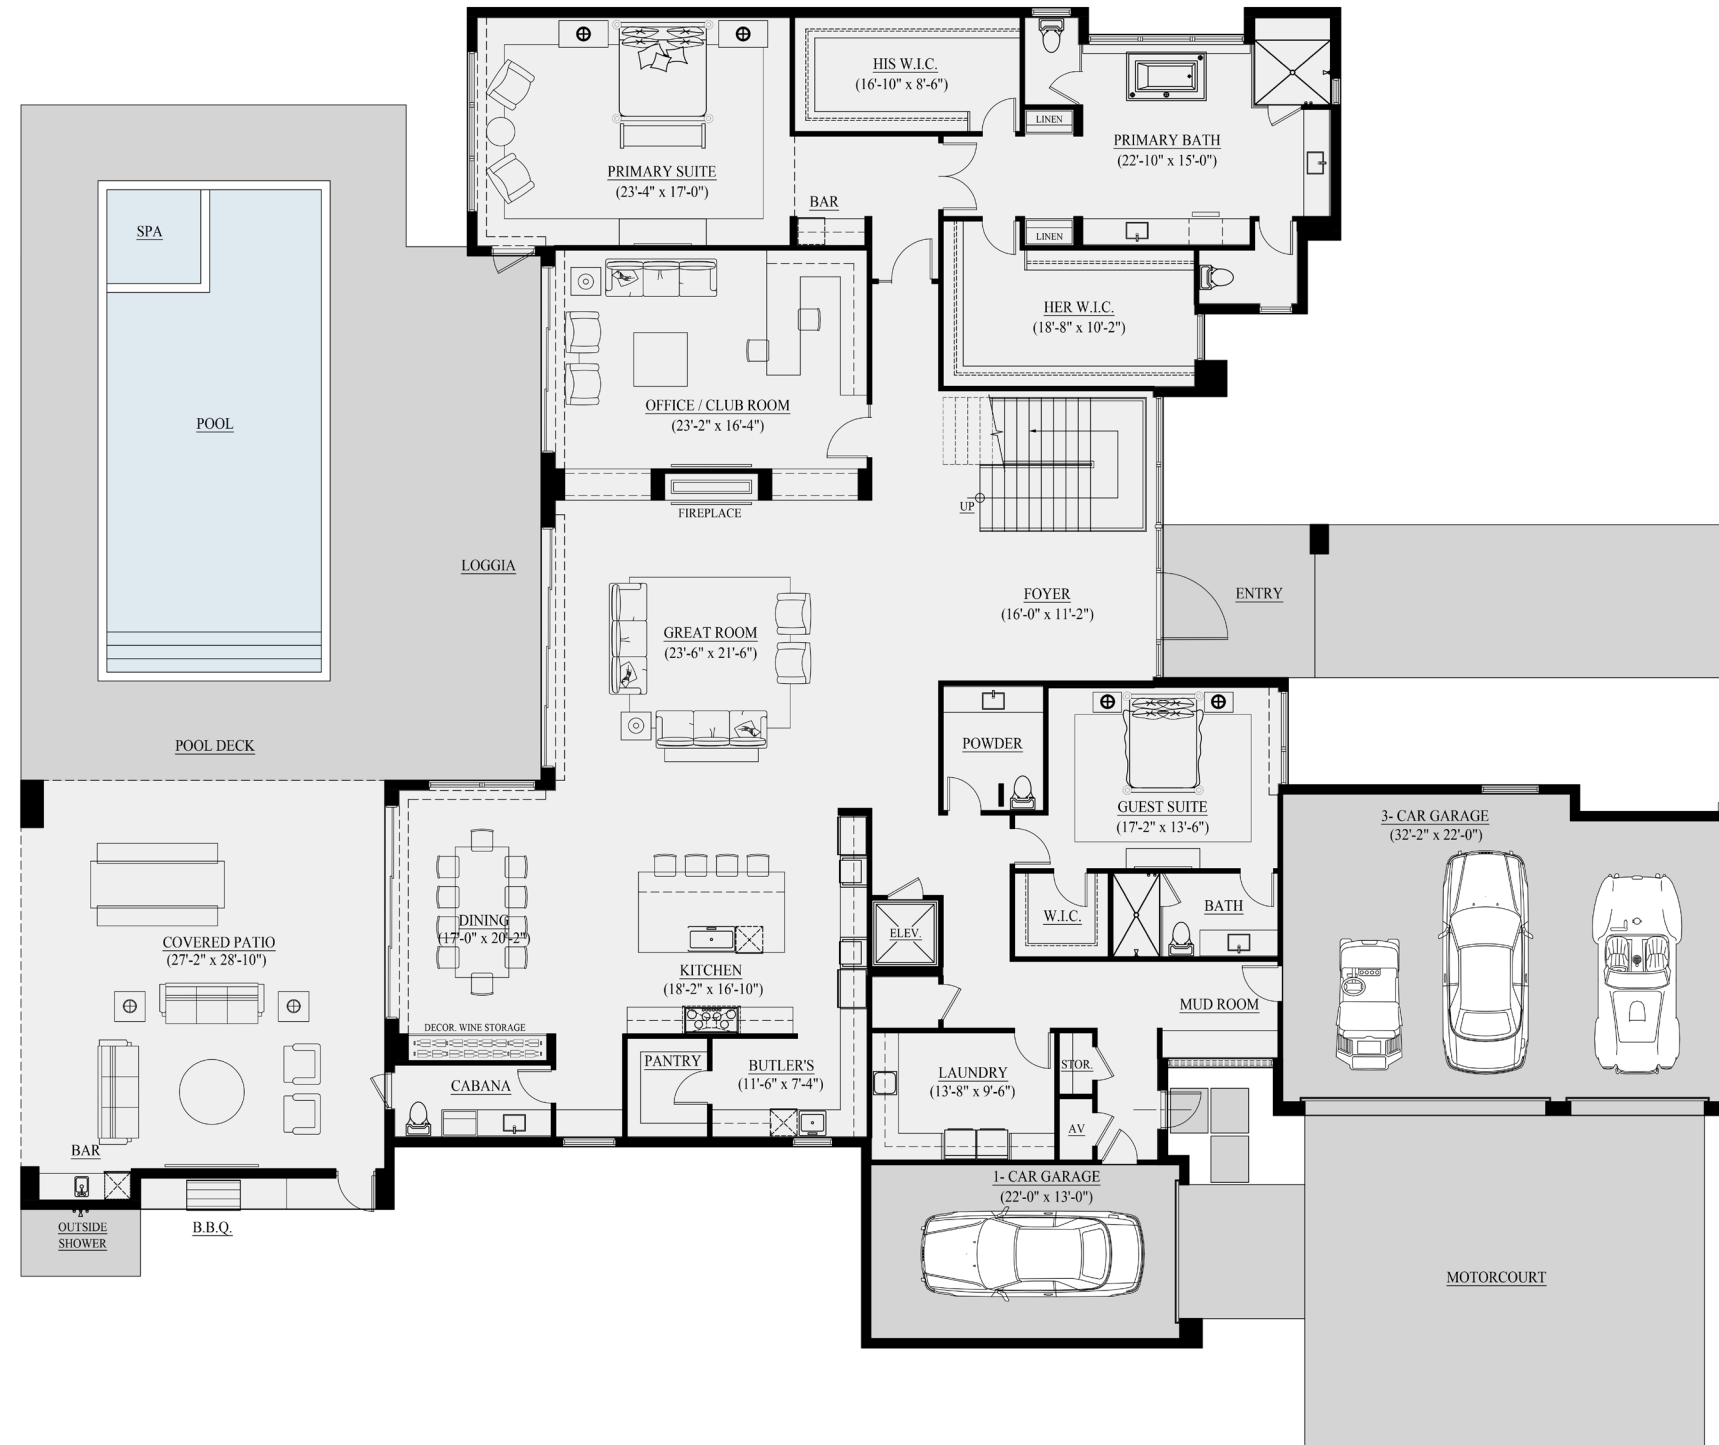 HIS W.I.C.
(16'-10" x 8'-6")
LINEN
PRIMARY BATH
(22'-10" x 15'-0")
PRIMARY SUITE
(23'-4" x 17'-0")
BAR
SPA
LINEN
HER W.I.C.
(18'-8" x 10'-2")
OFFICE / CLUB ROOM
(23'-2" x 16'-4")
POOL
UP
FIREPLACE
LOGGIA
FOYER
(16'-0" x 11'-2")
ENTRY
GREAT ROOM
(23'-6" x 21'-6")
POOL DECK
POWDER
GUEST SUITE
(17'-2" x 13'-6")
3- CAR GARAGE
(32'-2" x 22'-0")
W.I.C.
BATH
DINING
(17'-0" x 20'-2")
ELEV.
COVERED PATIO
(27'-2" x 28'-10")
KITCHEN
(18'-2" x 16'-10")
MUD ROOM
DECOR. WINE STORAGE
PANTRY
BUTLER'S
(11'-6" x 7'-4")
STOR.
LAUNDRY
(13'-8" x 9'-6")
CABANA
AV
BAR
1- CAR GARAGE
(22'-0" x 13'-0")
OUTSIDE
SHOWER
B.B.Q.
MOTORCOURT